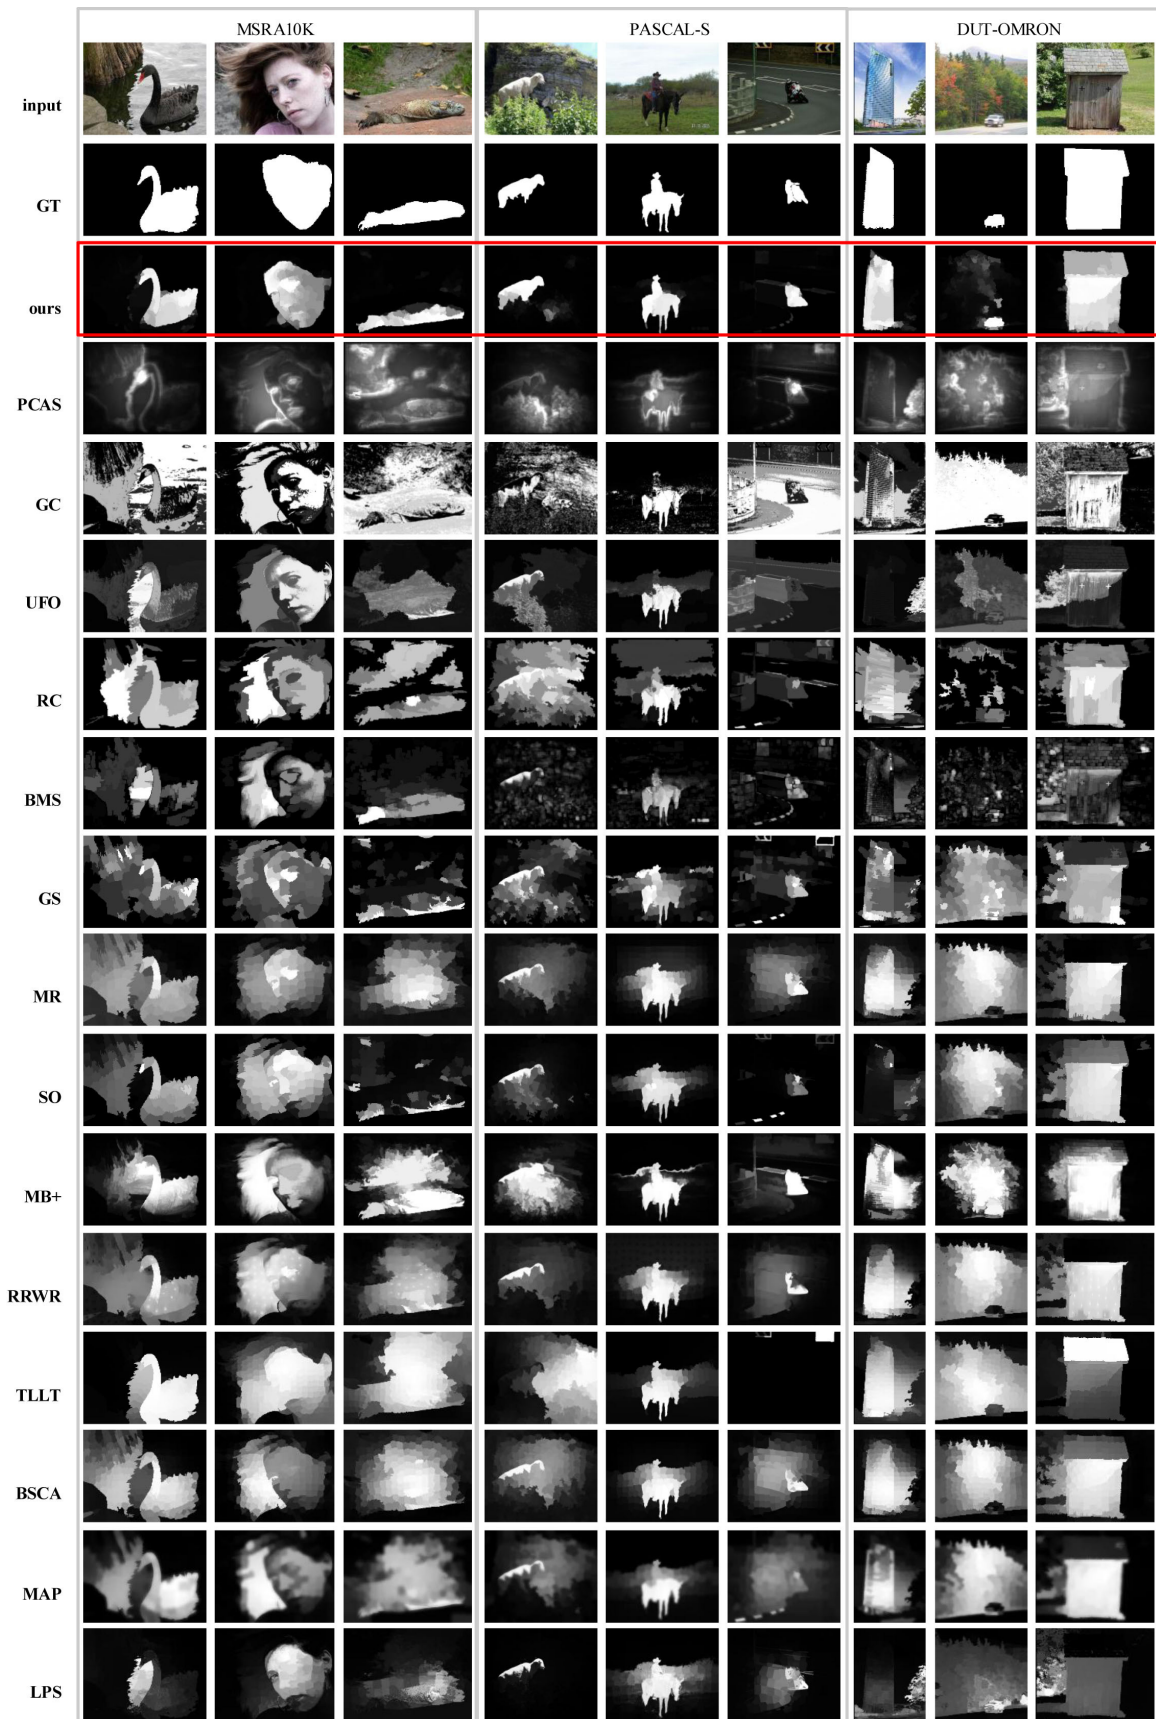 MSRA10K PASCAL-S DUT-OMRON
input
GT
ours
PCAS
GC
UFO
RC
BMS
GS
MR
SO
MB+
RRWR
TLLT
BSCA
MAP
LPS